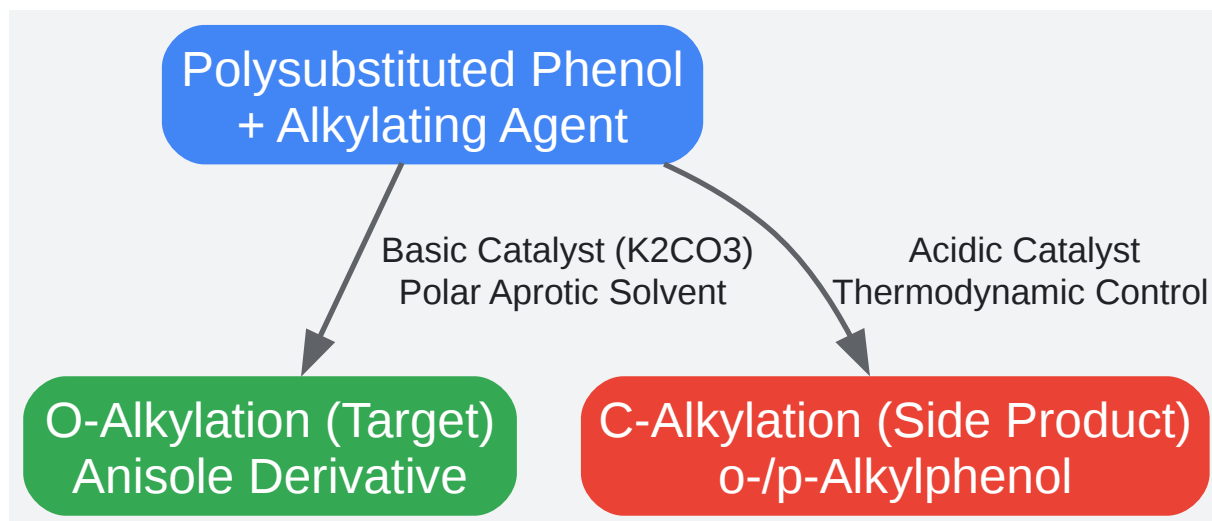 Polysubstituted Phenol
+ Alkylating Agent
Basic Catalyst (K2CO3)
Polar Aprotic Solvent
Acidic Catalyst
Thermodynamic Control
O-Alkylation (Target)
Anisole Derivative
C-Alkylation (Side Product)
o-/p-Alkylphenol